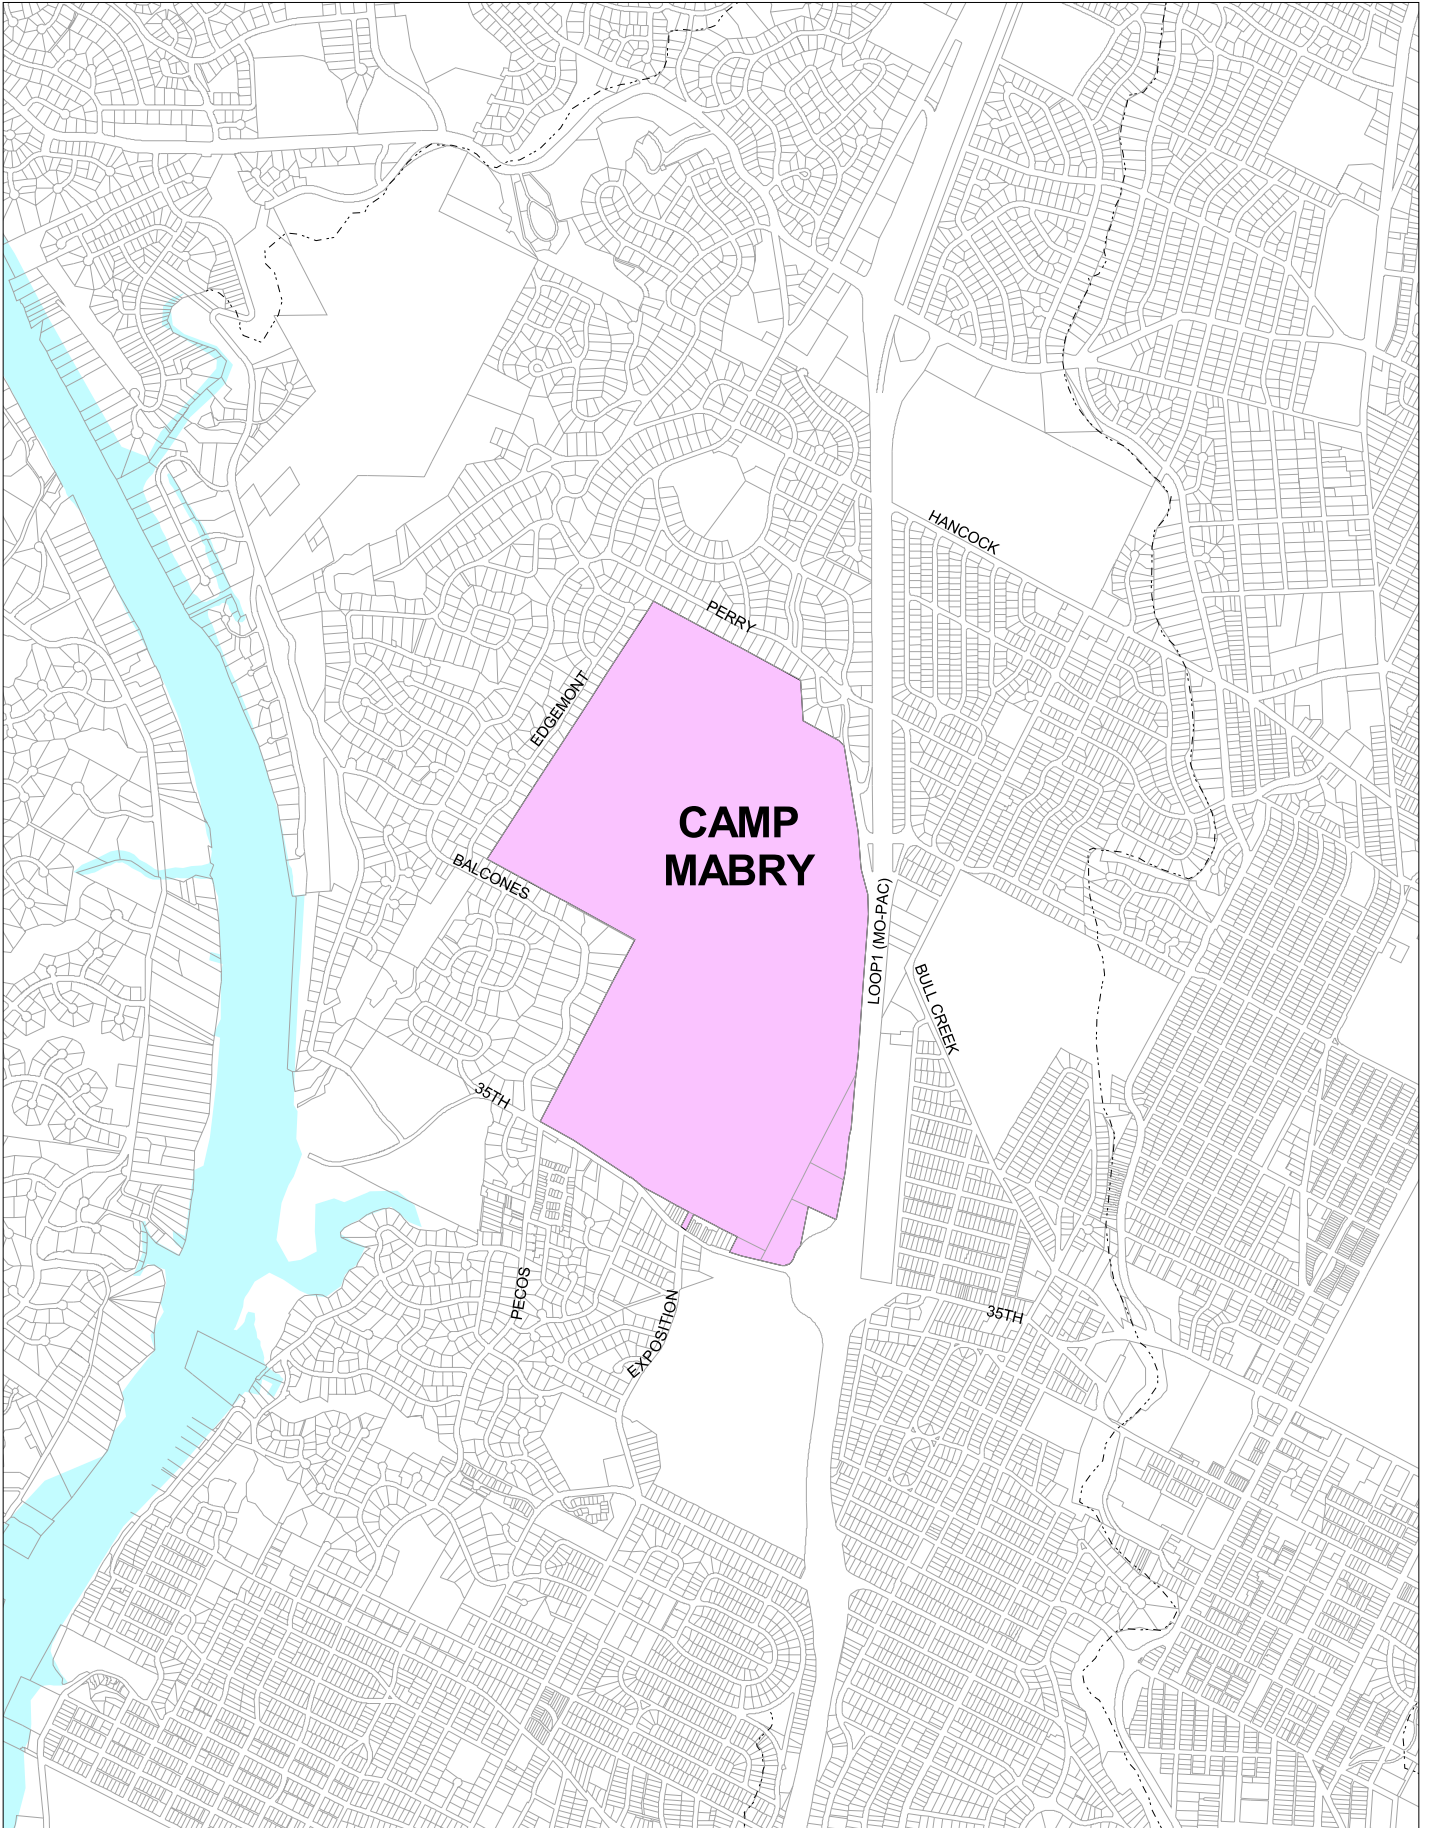 HANCOCK
PERRY
EDGEMONT
CAMP
MABRY
BALCONES
LOOP1 (MO-PAC)
BULL CREEK
35TH
PECOS
EXPOSITION
35TH